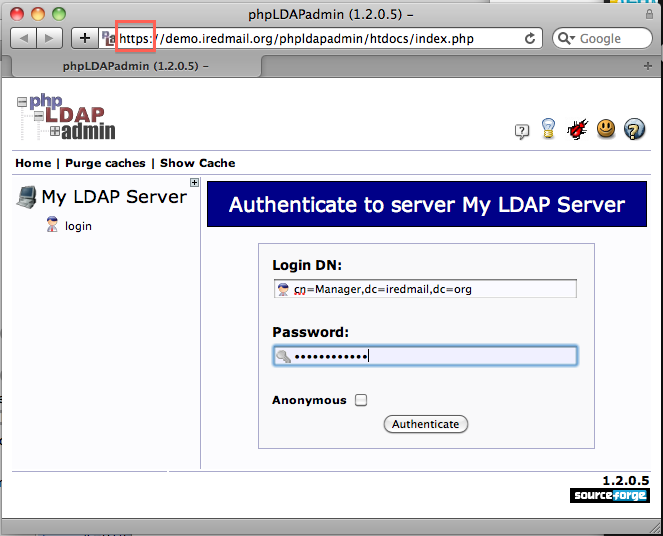 phpLDAPadmin (1.2.0.5) –
https://demo.iredmail.org/phpldapadmin/htdocs/index.php
Google
phpLDAPadmin (1.2.0.5) –
php
LDAP
admin
Home | Purge caches | Show Cache
My LDAP Server
login
Authenticate to server My LDAP Server
Login DN:
cn=Manager,dc=iredmail,dc=org
Password:
••••••••••••
Anonymous
Authenticate
1.2.0.5
sourceforge